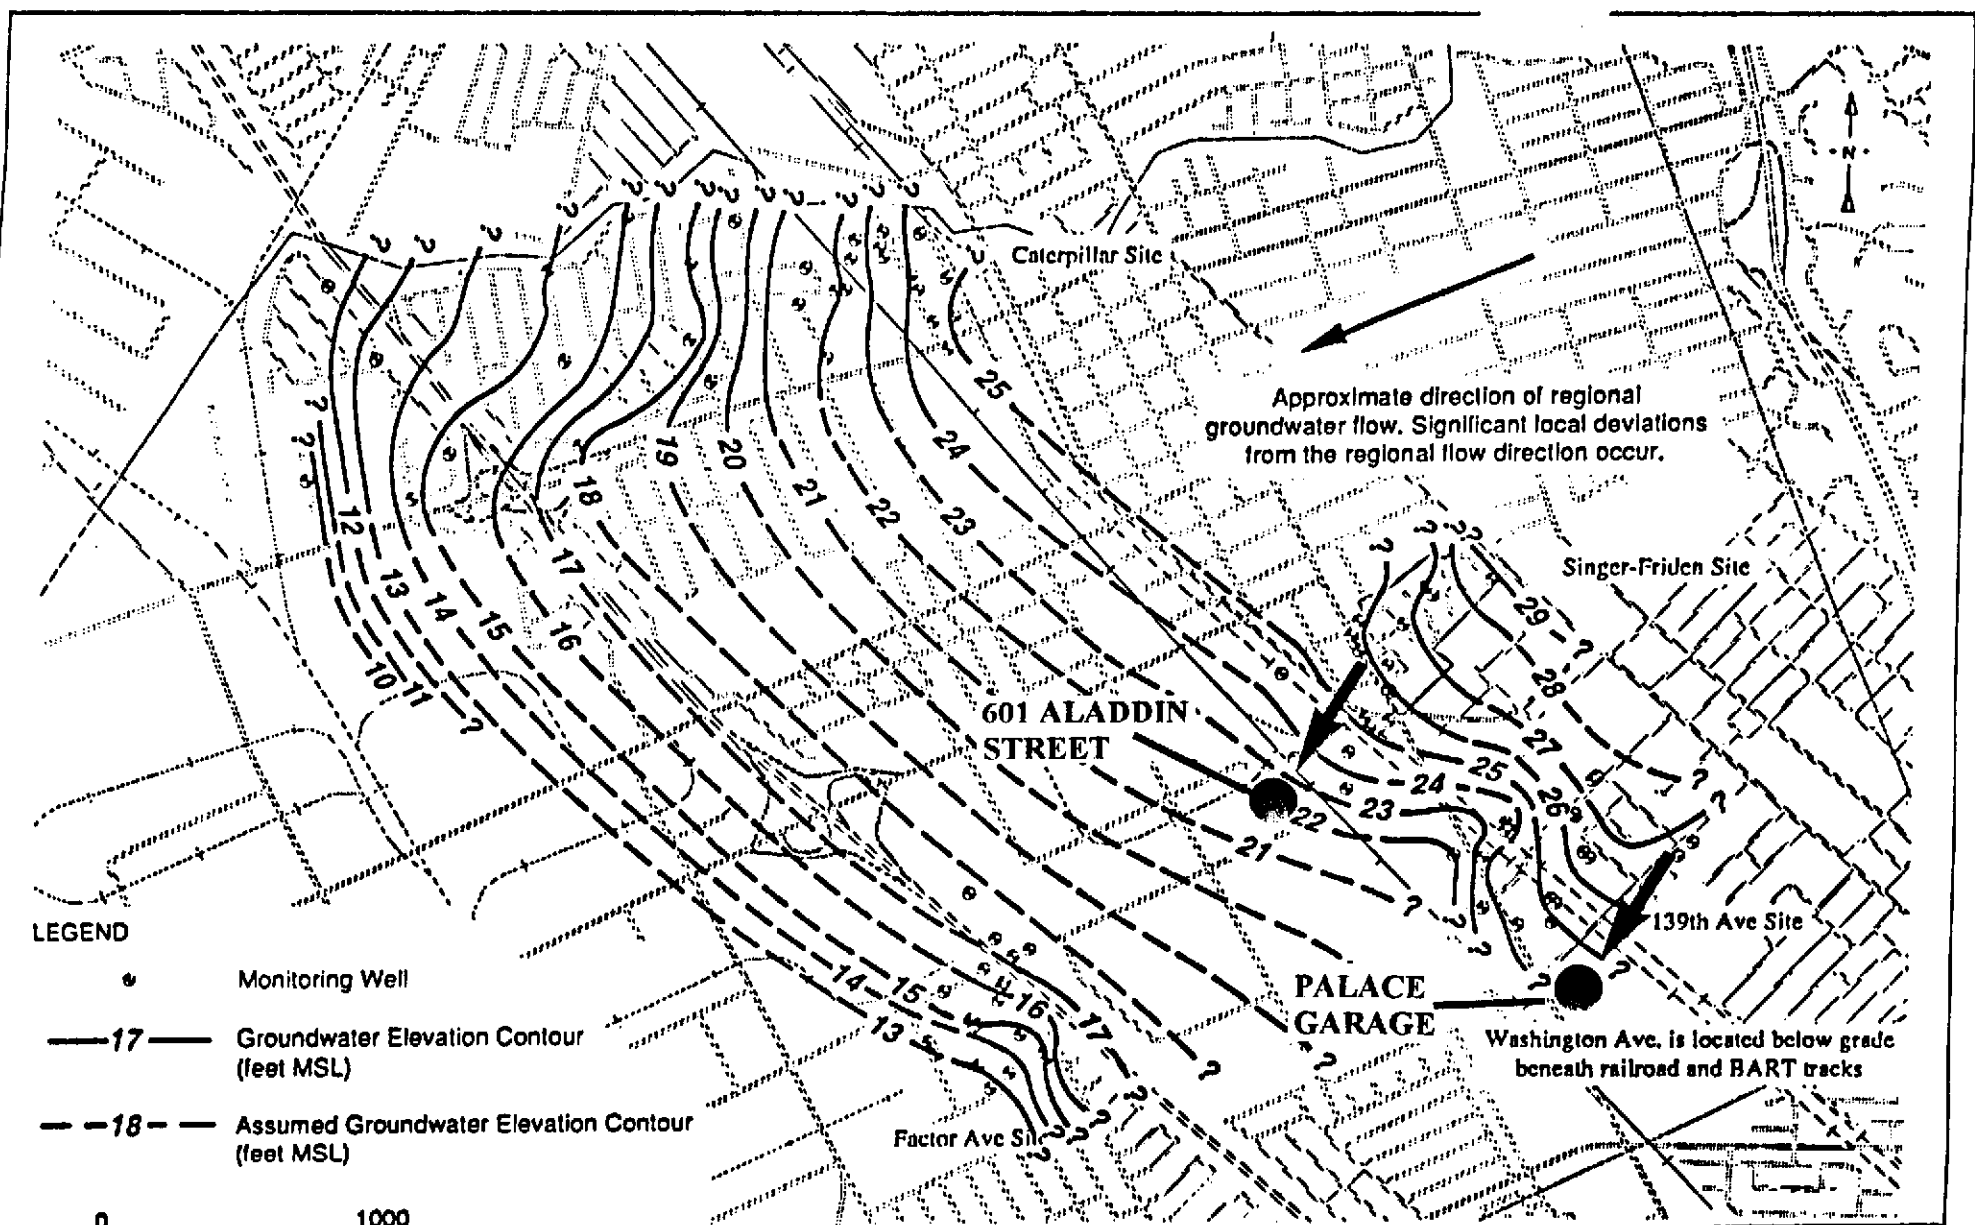 N
Caterpillar Site
Approximate direction of regional
groundwater flow. Significant local deviations
from the regional flow direction occur.
25
24
19
20
21
22
23
18
12
17
13
14
15
16
10
11
?
Singer-Friden Site
29
28
27
25
24
26
23
22
21
601 ALADDIN
STREET
139th Ave Site
PALACE
GARAGE
Washington Ave. is located below grade
beneath railroad and BART tracks
14
15
16
13
17
Factor Ave Site
LEGEND
Monitoring Well
17
Groundwater Elevation Contour
(feet MSL)
18
Assumed Groundwater Elevation Contour
(feet MSL)
0 1000